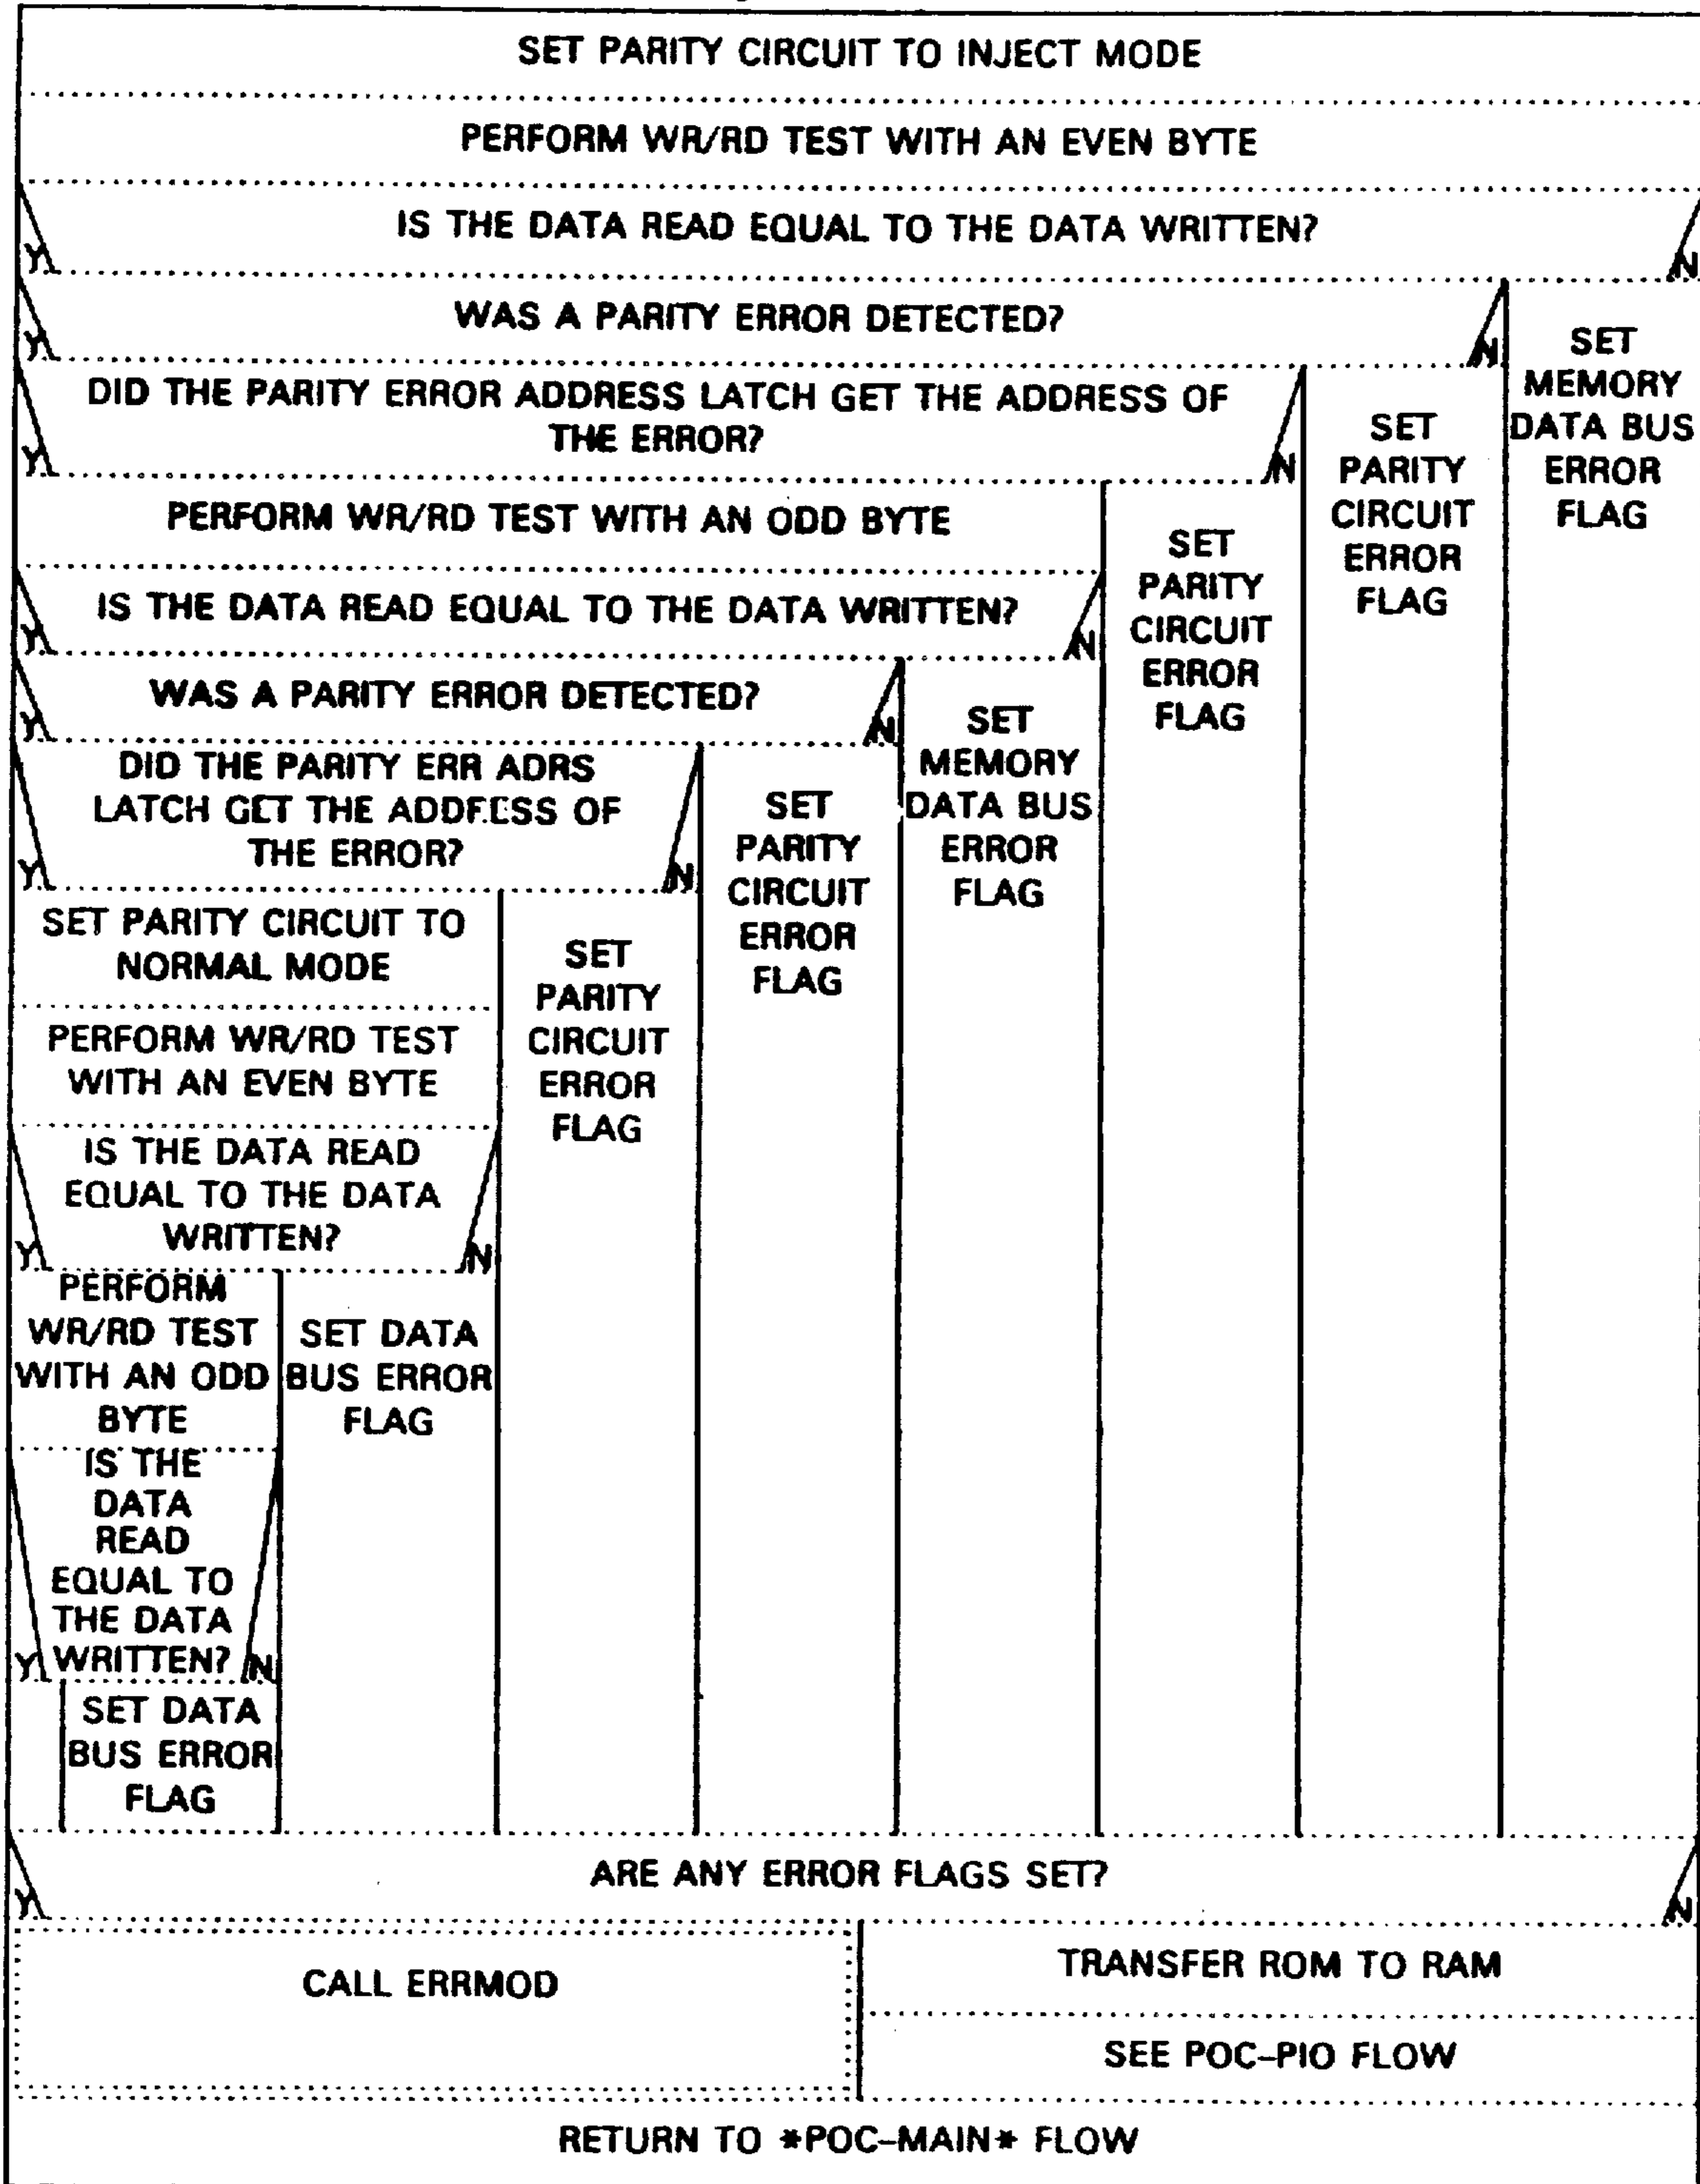 SET PARITY CIRCUIT TO INJECT MODE
PERFORM WR/RD TEST WITH AN EVEN BYTE
IS THE DATA READ EQUAL TO THE DATA WRITTEN?
Y
N
WAS A PARITY ERROR DETECTED?
Y
N
SET
MEMORY
DATA BUS
ERROR
FLAG
DID THE PARITY ERROR ADDRESS LATCH GET THE ADDRESS OF
THE ERROR?
Y
N
SET
PARITY
CIRCUIT
ERROR
FLAG
PERFORM WR/RD TEST WITH AN ODD BYTE
SET
PARITY
CIRCUIT
ERROR
FLAG
IS THE DATA READ EQUAL TO THE DATA WRITTEN?
Y
N
WAS A PARITY ERROR DETECTED?
Y
N
SET
MEMORY
DATA BUS
ERROR
FLAG
DID THE PARITY ERR ADRS
LATCH GET THE ADDRESS OF
THE ERROR?
Y
N
SET
PARITY
CIRCUIT
ERROR
FLAG
SET PARITY CIRCUIT TO
NORMAL MODE
SET
PARITY
CIRCUIT
ERROR
FLAG
PERFORM WR/RD TEST
WITH AN EVEN BYTE
IS THE DATA READ
EQUAL TO THE DATA
WRITTEN?
Y
N
PERFORM
WR/RD TEST
WITH AN ODD
BYTE
SET DATA
BUS ERROR
FLAG
IS THE
DATA
READ
EQUAL TO
THE DATA
WRITTEN?
Y
N
SET DATA
BUS ERROR
FLAG
ARE ANY ERROR FLAGS SET?
Y
N
CALL ERRMOD
TRANSFER ROM TO RAM
SEE POC-PIO FLOW
RETURN TO *POC-MAIN* FLOW